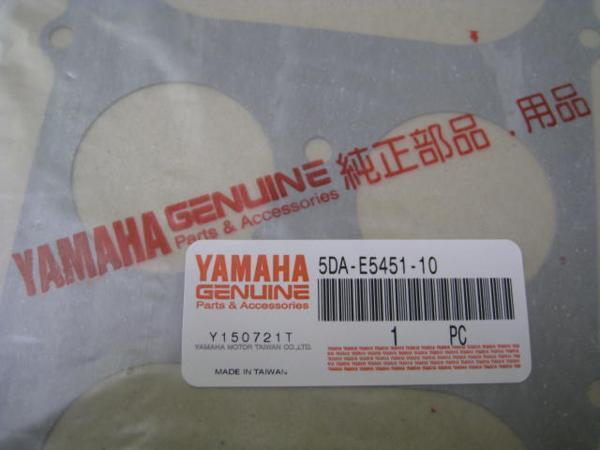 YAMAHA GENUINE Parts & Accessories 純正部品.用品
YAMAHA
GENUINE
Parts & Accessories
5DA-E5451-10
Y150721T
YAMAHA MOTOR TAIWAN CO.,LTD.
MADE IN TAIWAN
1 PC